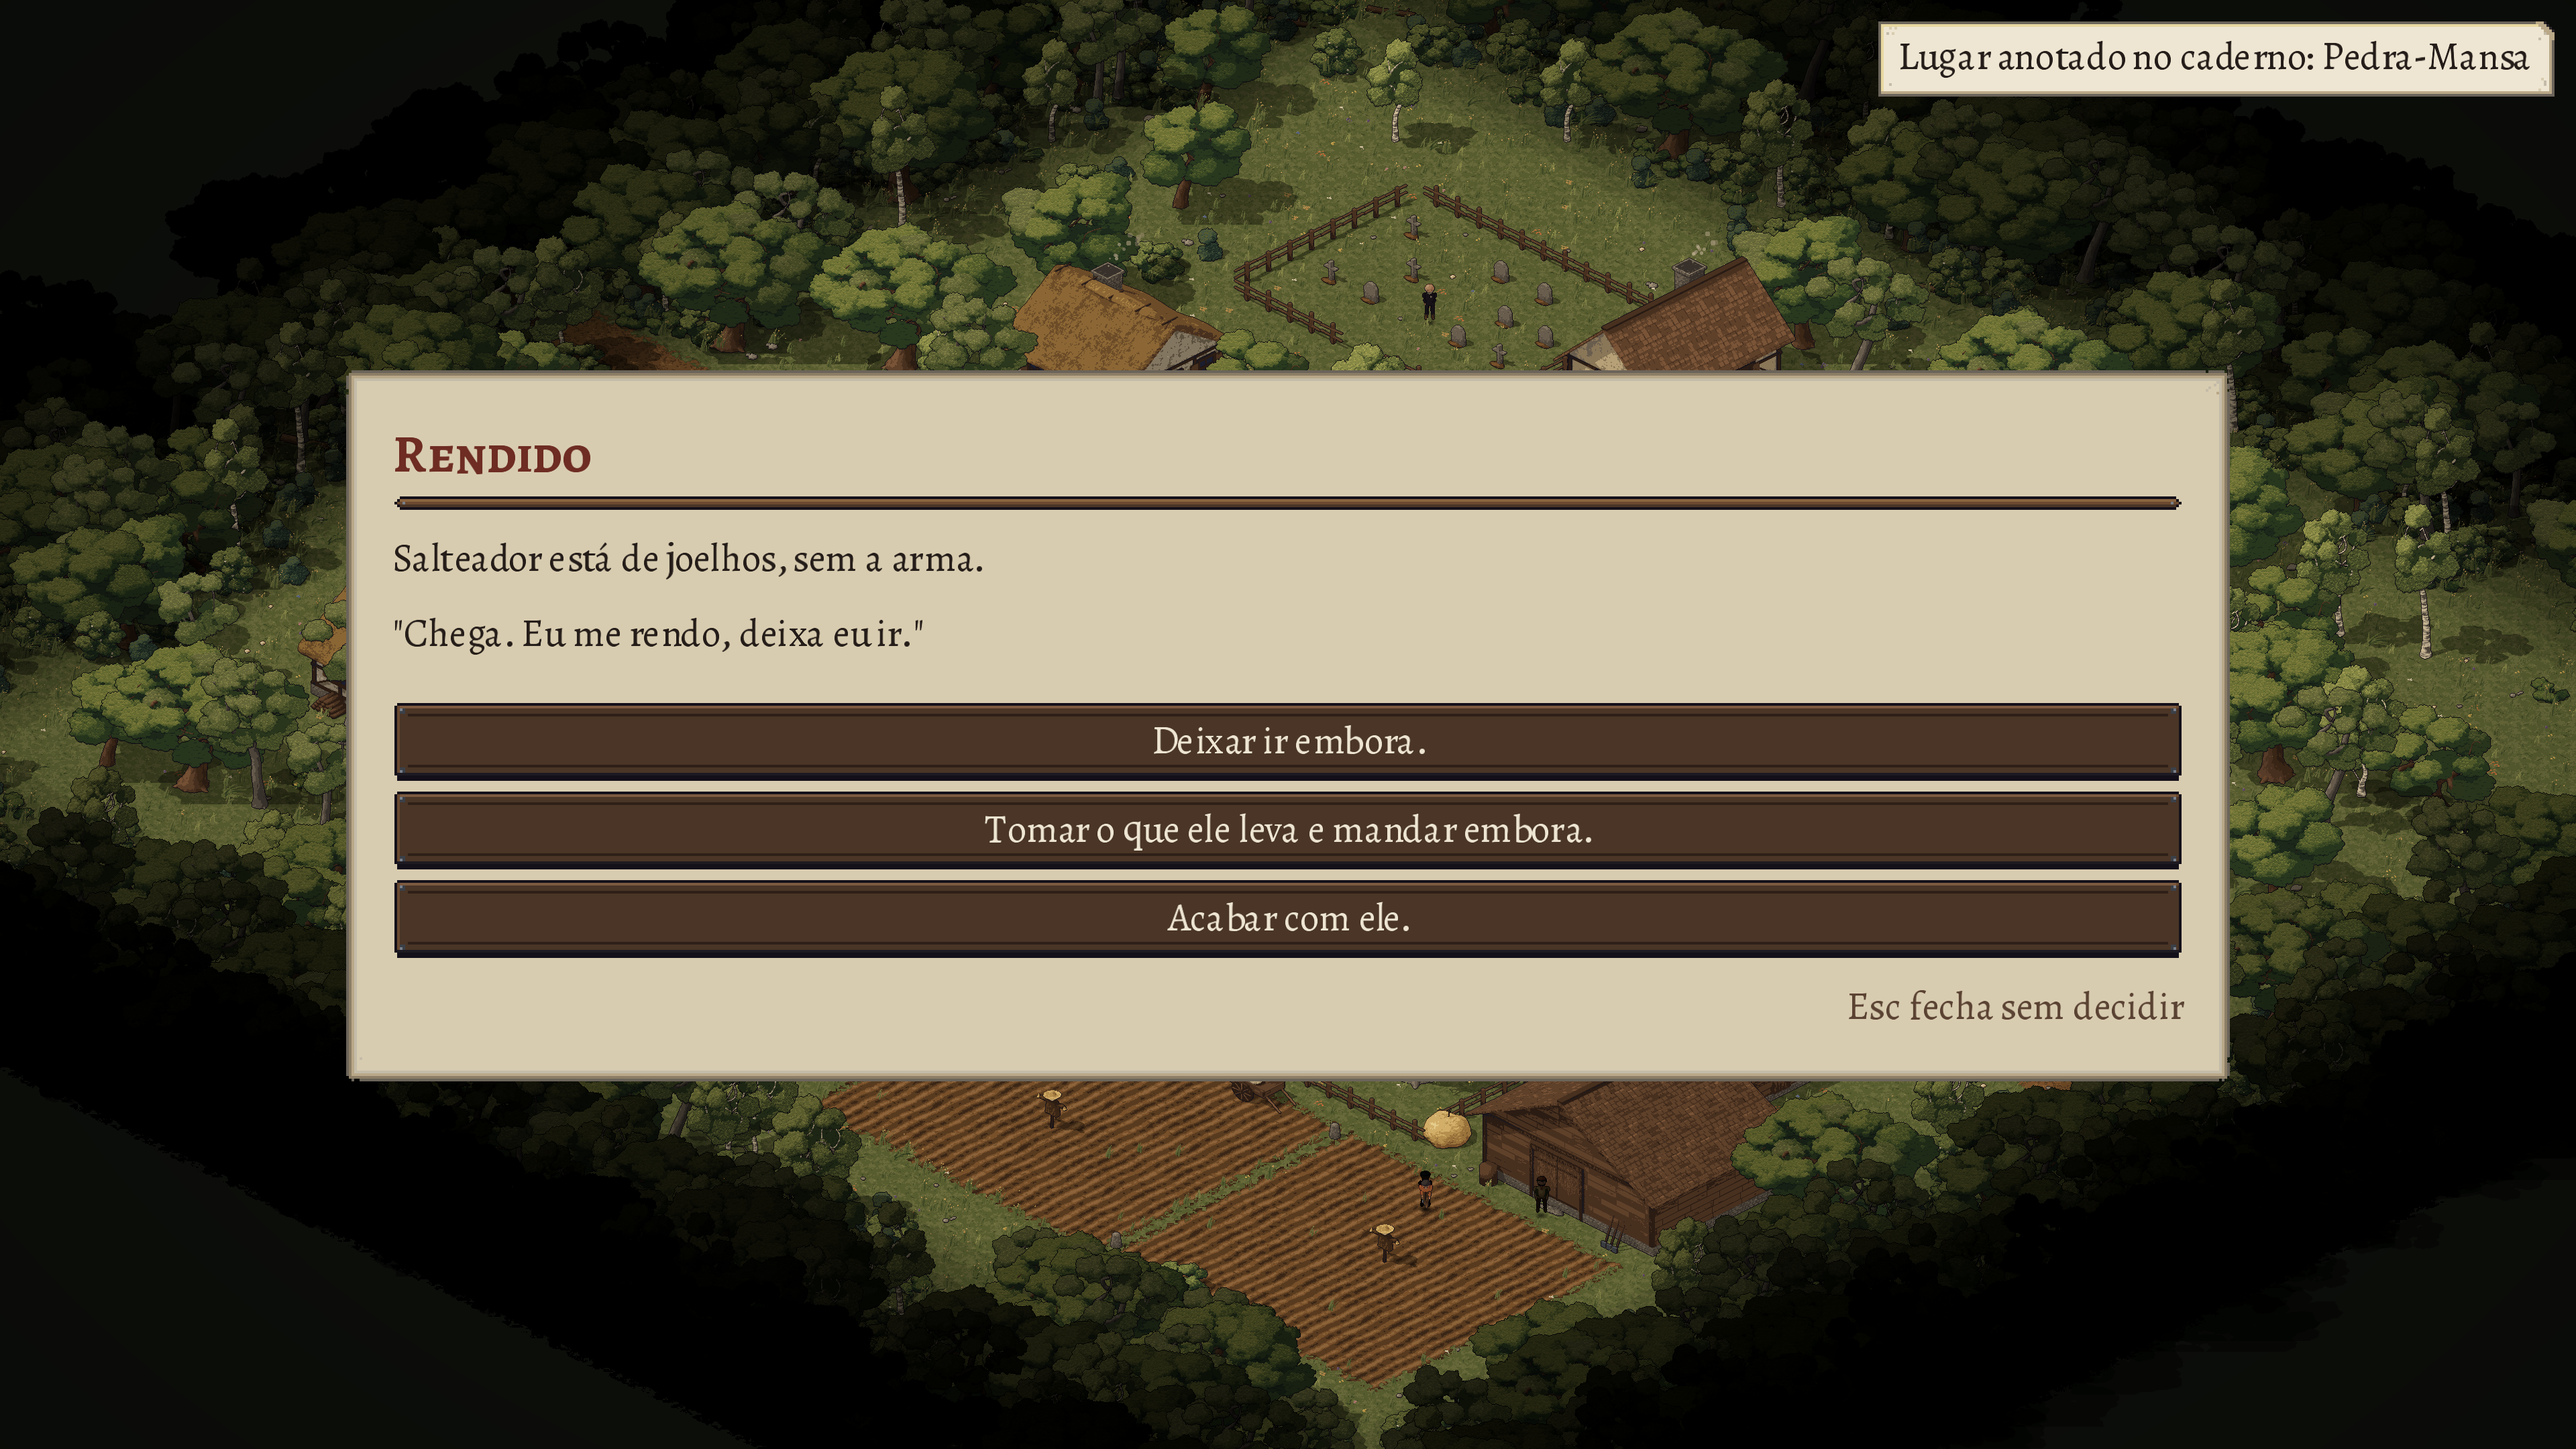 Lugar anotado no caderno: Pedra-Mansa
Rendido
Salteador está de joelhos, sem a arma.
"Chega. Eu me rendo, deixa eu ir."
Deixar ir embora.
Tomar o que ele leva e mandar embora.
Acabar com ele.
Esc fecha sem decidir